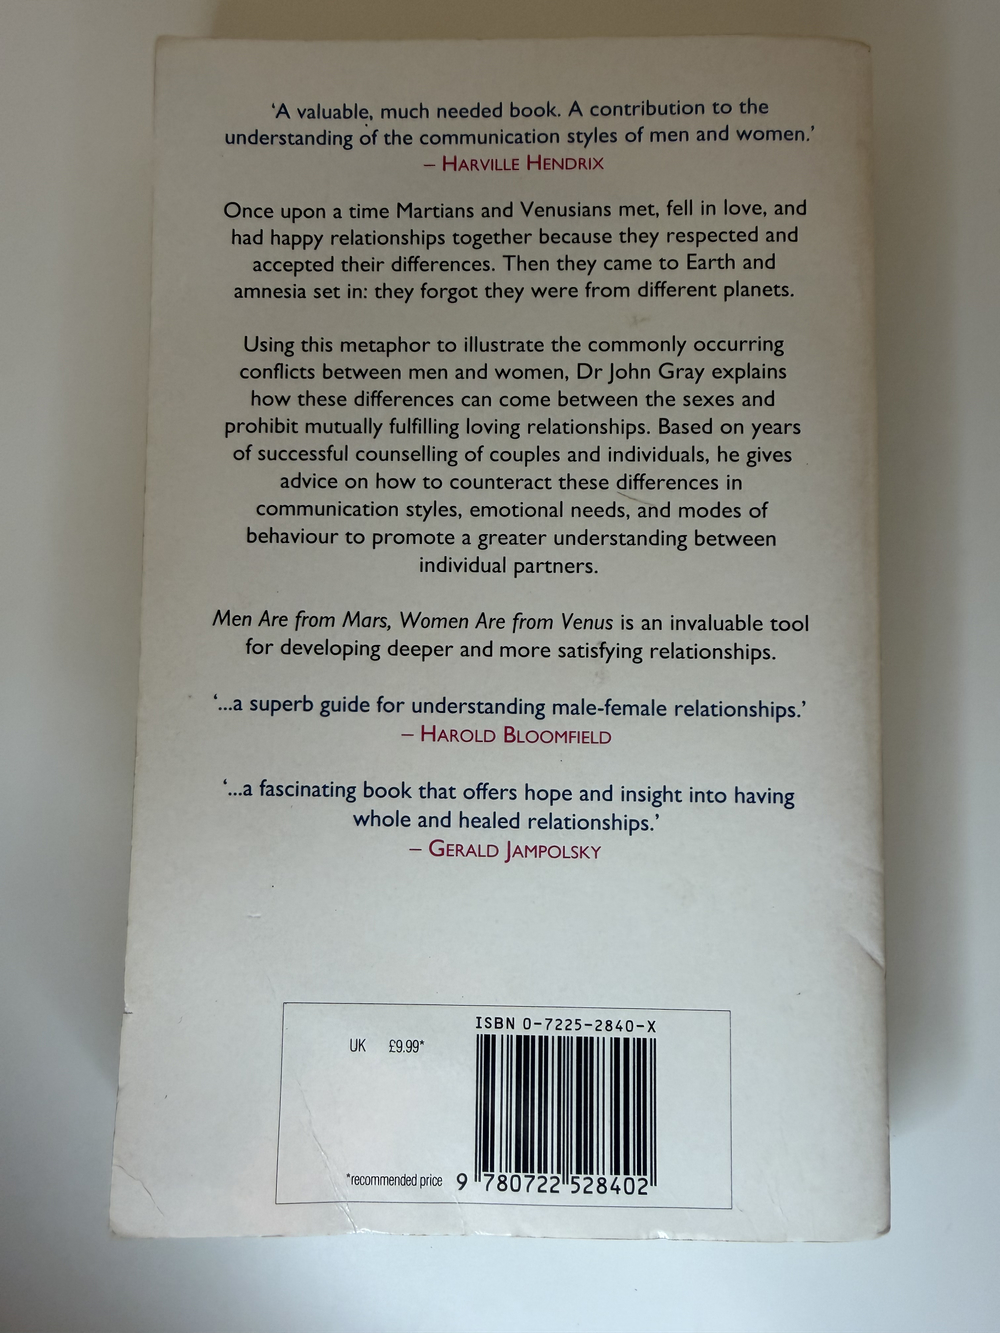 ‘A valuable, much needed book. A contribution to the
understanding of the communication styles of men and women.’
– HARVILLE HENDRIX
Once upon a time Martians and Venusians met, fell in love, and
had happy relationships together because they respected and
accepted their differences. Then they came to Earth and
amnesia set in: they forgot they were from different planets.
Using this metaphor to illustrate the commonly occurring
conflicts between men and women, Dr John Gray explains
how these differences can come between the sexes and
prohibit mutually fulfilling loving relationships. Based on years
of successful counselling of couples and individuals, he gives
advice on how to counteract these differences in
communication styles, emotional needs, and modes of
behaviour to promote a greater understanding between
individual partners.
Men Are from Mars, Women Are from Venus is an invaluable tool
for developing deeper and more satisfying relationships.
‘...a superb guide for understanding male-female relationships.’
– HAROLD BLOOMFIELD
‘...a fascinating book that offers hope and insight into having
whole and healed relationships.’
– GERALD JAMPOLSKY
ISBN 0-7225-2840-X
UK £9.99*
*recommended price
9 780722 528402